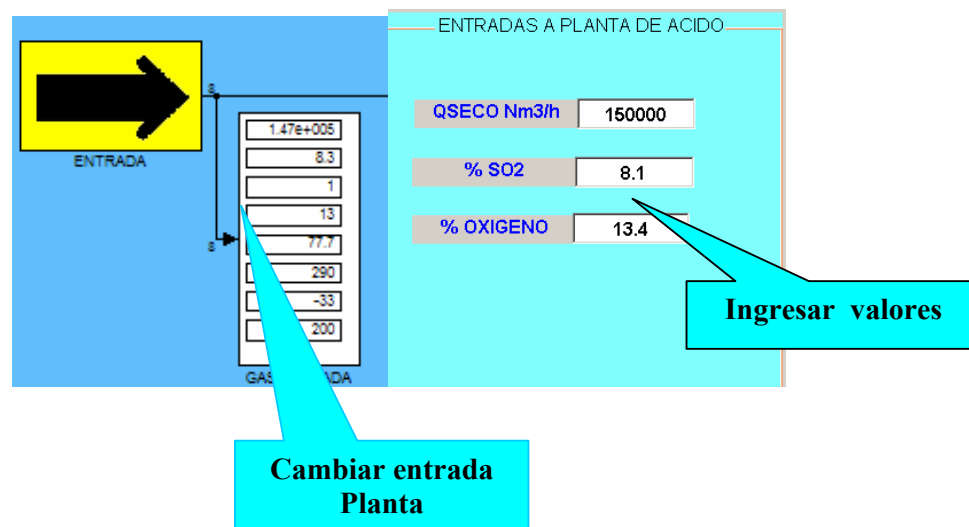 ENTRADAS A PLANTA DE ACIDO
8
ENTRADA
1.47e+005
8.3
1
13
8
77.7
290
-33
200
QSECO Nm3/h 150000
% SO2 8.1
% OXIGENO 13.4
Ingresar valores
Cambiar entrada
Planta